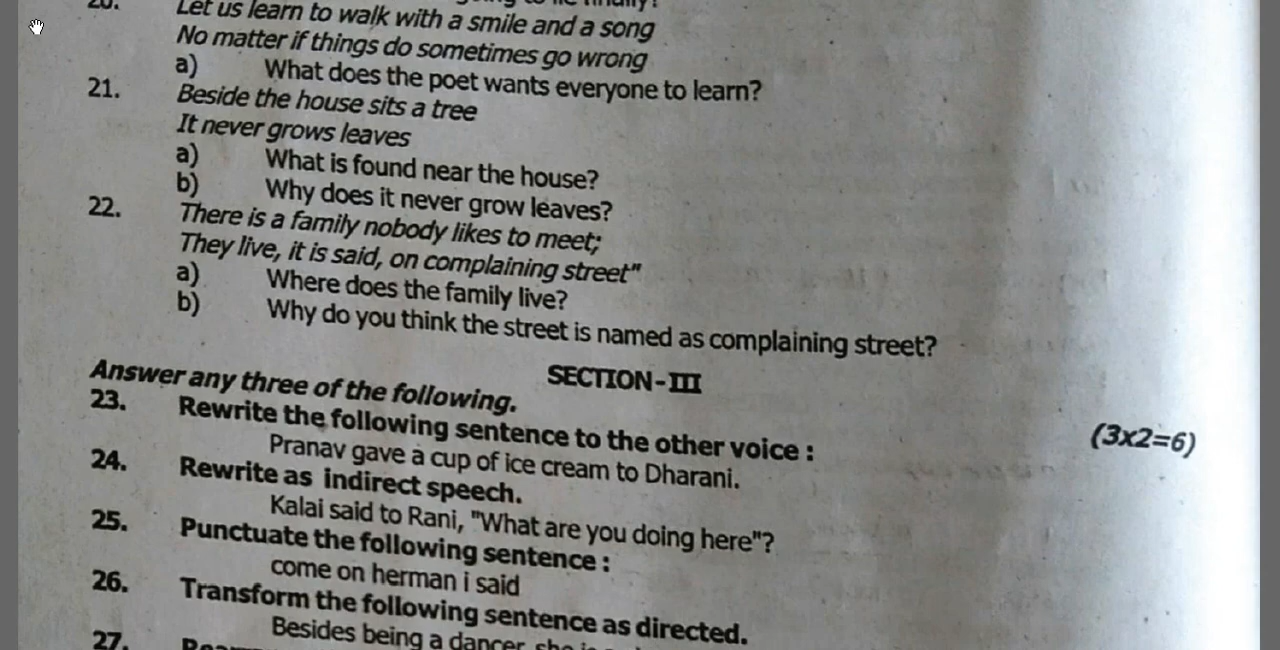 20. Let us learn to walk with a smile and a song
No matter if things do sometimes go wrong
a) What does the poet wants everyone to learn?
21. Beside the house sits a tree
It never grows leaves
a) What is found near the house?
b) Why does it never grow leaves?
22. There is a family nobody likes to meet;
They live, it is said, on complaining street"
a) Where does the family live?
b) Why do you think the street is named as complaining street?
SECTION-III
Answer any three of the following. (3x2=6)
23. Rewrite the following sentence to the other voice :
Pranav gave a cup of ice cream to Dharani.
24. Rewrite as indirect speech.
Kalai said to Rani, "What are you doing here"?
25. Punctuate the following sentence :
come on herman i said
26. Transform the following sentence as directed.
Besides being a dancer, she
27.